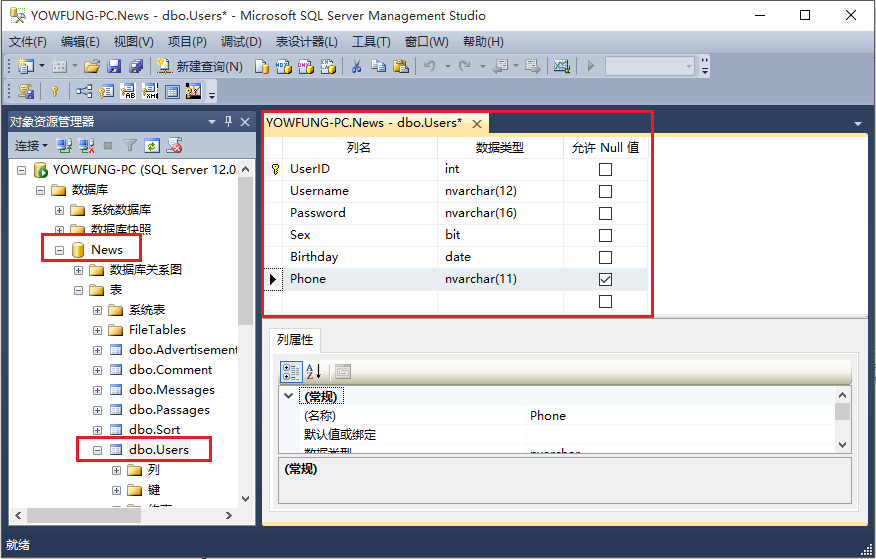 YOWFUNG-PC.News - dbo.Users* - Microsoft SQL Server Management Studio
文件(F) 编辑(E) 视图(V) 项目(P) 调试(D) 表设计器(L) 工具(T) 窗口(W) 帮助(H)
新建查询(N)
对象资源管理器
连接
YOWFUNG-PC (SQL Server 12.0
数据库
系统数据库
数据库快照
News
数据库关系图
表
系统表
FileTables
dbo.Advertisement
dbo.Comment
dbo.Messages
dbo.Passages
dbo.Sort
dbo.Users
列
键
YOWFUNG-PC.News - dbo.Users*
列名 数据类型 允许 Null 值
UserID int
Username nvarchar(12)
Password nvarchar(16)
Sex bit
Birthday date
Phone nvarchar(11)
列属性
(常规)
(名称) Phone
默认值或绑定
数据类型 nvarchar
(常规)
就绪